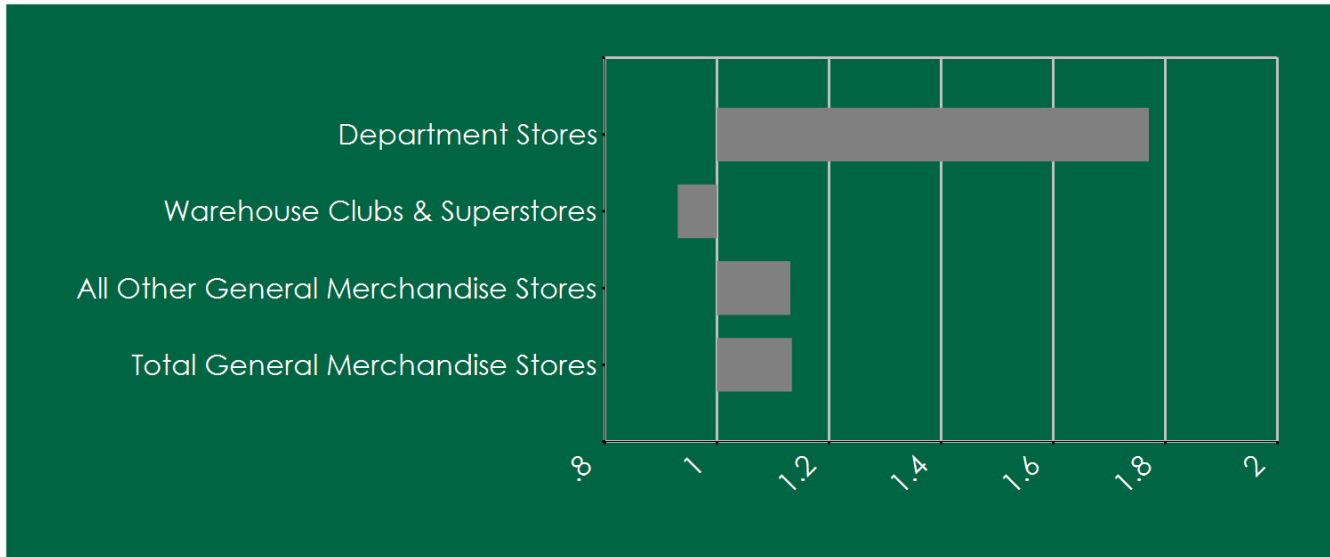 Department Stores
Warehouse Clubs & Superstores
All Other General Merchandise Stores
Total General Merchandise Stores
.8
1
1.2
1.4
1.6
1.8
2